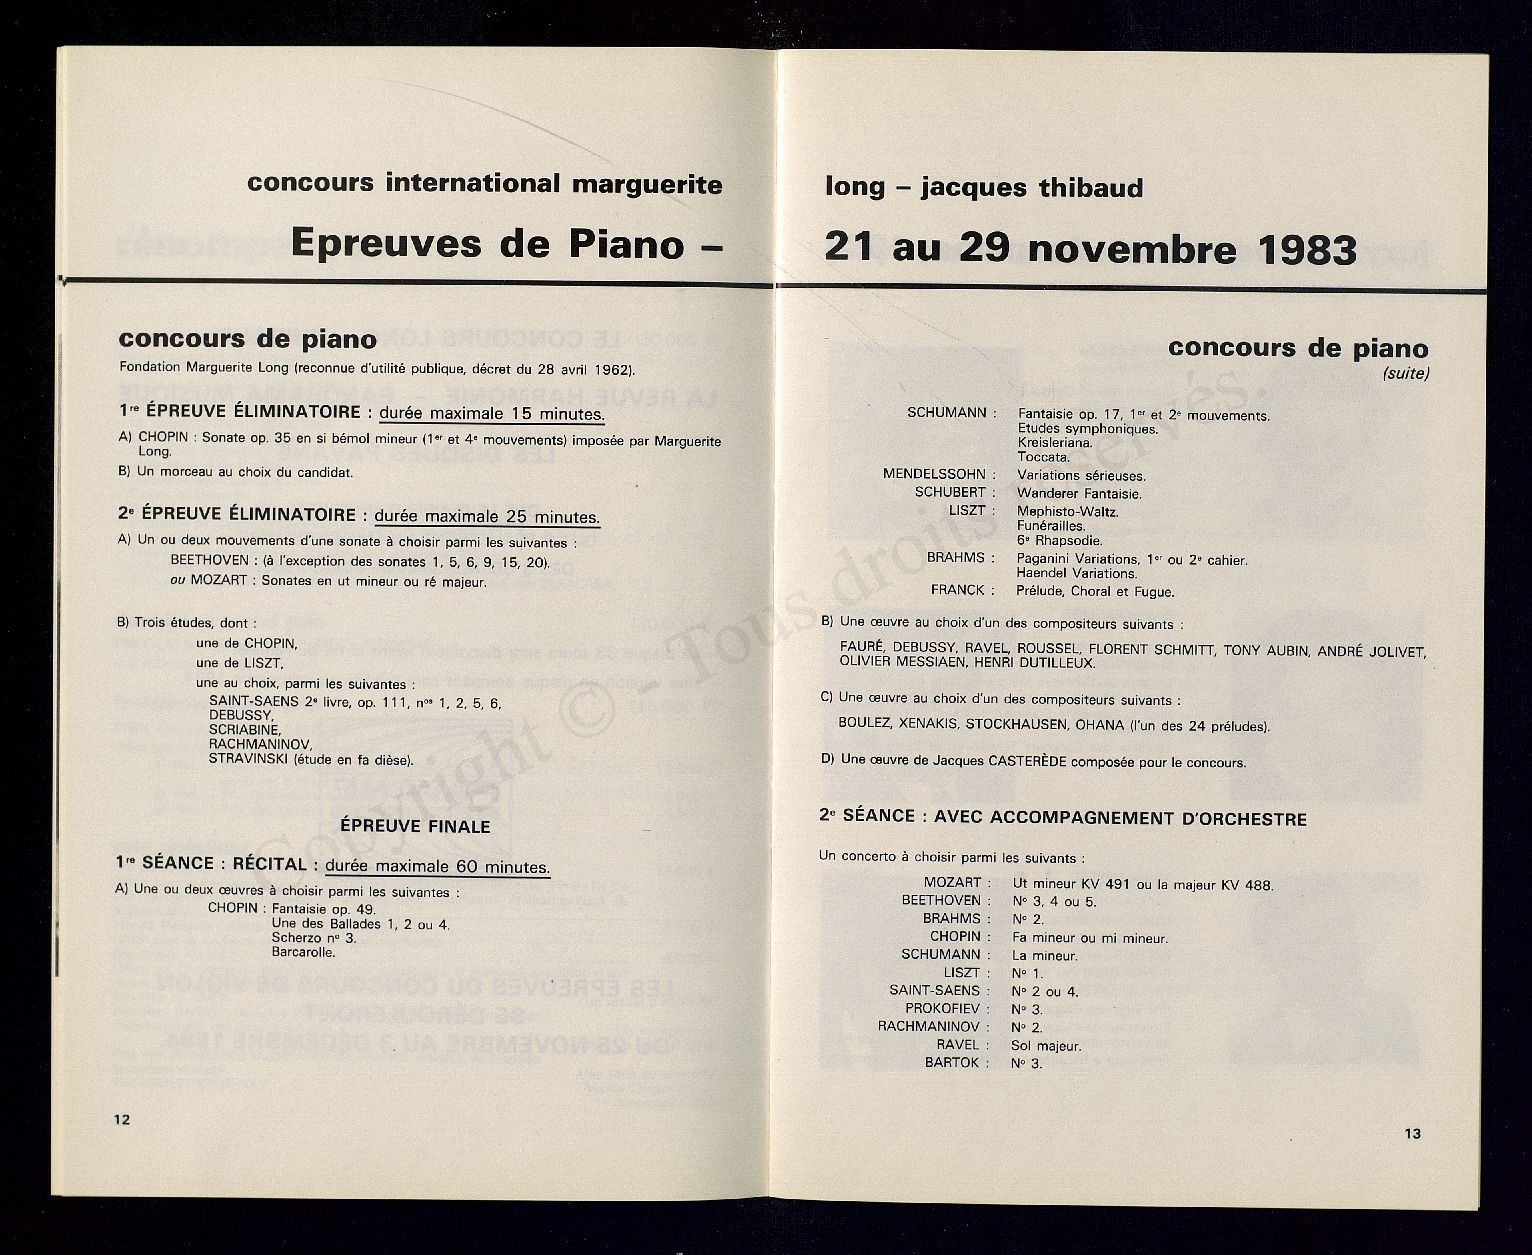 concours international marguerite
Epreuves de Piano –
concours de piano
Fondation Marguerite Long (reconnue d'utilité publique, décret du 28 avril 1962).
1re ÉPREUVE ÉLIMINATOIRE : durée maximale 15 minutes.
A) CHOPIN : Sonate op. 35 en si bémol mineur (1er et 4e mouvements) imposée par Marguerite
Long.
B) Un morceau au choix du candidat.
2e ÉPREUVE ÉLIMINATOIRE : durée maximale 25 minutes.
A) Un ou deux mouvements d'une sonate à choisir parmi les suivantes :
BEETHOVEN : (à l'exception des sonates 1, 5, 6, 9, 15, 20).
ou MOZART : Sonates en ut mineur ou ré majeur.
B) Trois études, dont :
une de CHOPIN,
une de LISZT,
une au choix, parmi les suivantes :
SAINT-SAENS 2e livre, op. 111, nos 1, 2, 5, 6,
DEBUSSY,
SCRIABINE,
RACHMANINOV,
STRAVINSKI (étude en fa dièse).
ÉPREUVE FINALE
1re SÉANCE : RÉCITAL : durée maximale 60 minutes.
A) Une ou deux œuvres à choisir parmi les suivantes :
CHOPIN : Fantaisie op. 49.
Une des Ballades 1, 2 ou 4.
Scherzo no 3.
Barcarolle.
12
long – jacques thibaud
21 au 29 novembre 1983
concours de piano
(suite)
SCHUMANN : Fantaisie op. 17, 1er et 2e mouvements.
Etudes symphoniques.
Kreisleriana.
Toccata.
MENDELSSOHN : Variations sérieuses.
SCHUBERT : Wanderer Fantaisie.
LISZT : Mephisto-Waltz.
Funérailles.
6e Rhapsodie.
BRAHMS : Paganini Variations, 1er ou 2e cahier.
Haendel Variations.
FRANCK : Prélude, Choral et Fugue.
B) Une œuvre au choix d'un des compositeurs suivants :
FAURÉ, DEBUSSY, RAVEL, ROUSSEL, FLORENT SCHMITT, TONY AUBIN, ANDRÉ JOLIVET,
OLIVIER MESSIAEN, HENRI DUTILLEUX.
C) Une œuvre au choix d'un des compositeurs suivants :
BOULEZ, XENAKIS, STOCKHAUSEN, OHANA (l'un des 24 préludes).
D) Une œuvre de Jacques CASTERÈDE composée pour le concours.
2e SÉANCE : AVEC ACCOMPAGNEMENT D'ORCHESTRE
Un concerto à choisir parmi les suivants :
MOZART : Ut mineur KV 491 ou la majeur KV 488.
BEETHOVEN : No 3, 4 ou 5.
BRAHMS : No 2.
CHOPIN : Fa mineur ou mi mineur.
SCHUMANN : La mineur.
LISZT : No 1.
SAINT-SAENS : No 2 ou 4.
PROKOFIEV : No 3.
RACHMANINOV : No 2.
RAVEL : Sol majeur.
BARTOK : No 3.
13
Copyright © - Tous droits réservés.